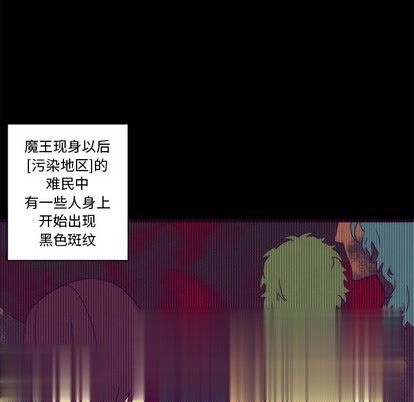 魔王现身以后
[污染地区]的
难民中
有一些人身上
开始出现
黑色斑纹